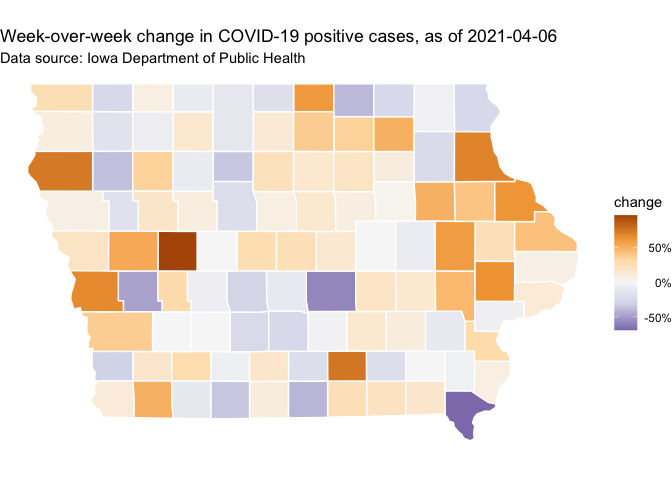 Week-over-week change in COVID-19 positive cases, as of 2021-04-06
Data source: Iowa Department of Public Health
change
50%
0%
-50%